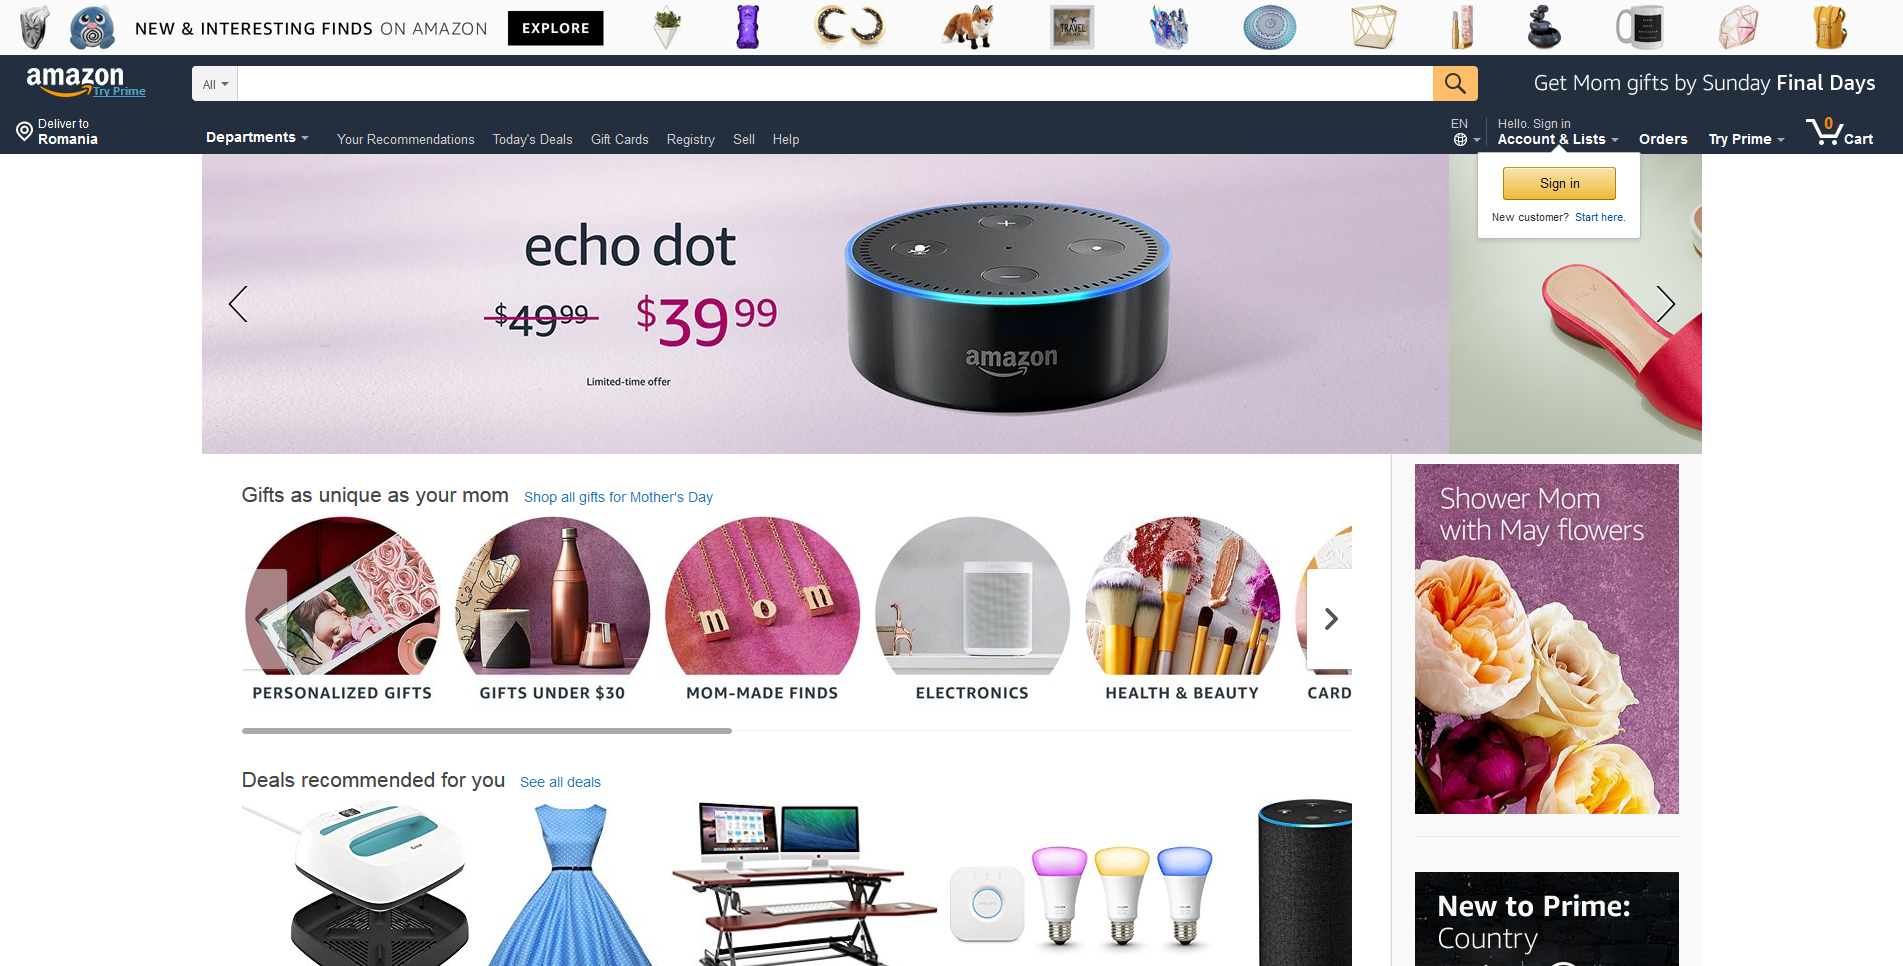 NEW & INTERESTING FINDS ON AMAZON
EXPLORE
TRAVEL
amazon
Try Prime
All
Get Mom gifts by Sunday Final Days
Deliver to
Romania
Departments
Your Recommendations
Today's Deals
Gift Cards
Registry
Sell
Help
EN
Hello. Sign in
Account & Lists
Orders
Try Prime
0
Cart
Sign in
New customer? Start here.
echo dot
$49.99 $39.99
Limited-time offer
amazon
Gifts as unique as your mom
Shop all gifts for Mother's Day
mom
PERSONALIZED GIFTS
GIFTS UNDER $30
MOM-MADE FINDS
ELECTRONICS
HEALTH & BEAUTY
CARD
Shower Mom
with May flowers
Deals recommended for you
See all deals
New to Prime:
Country